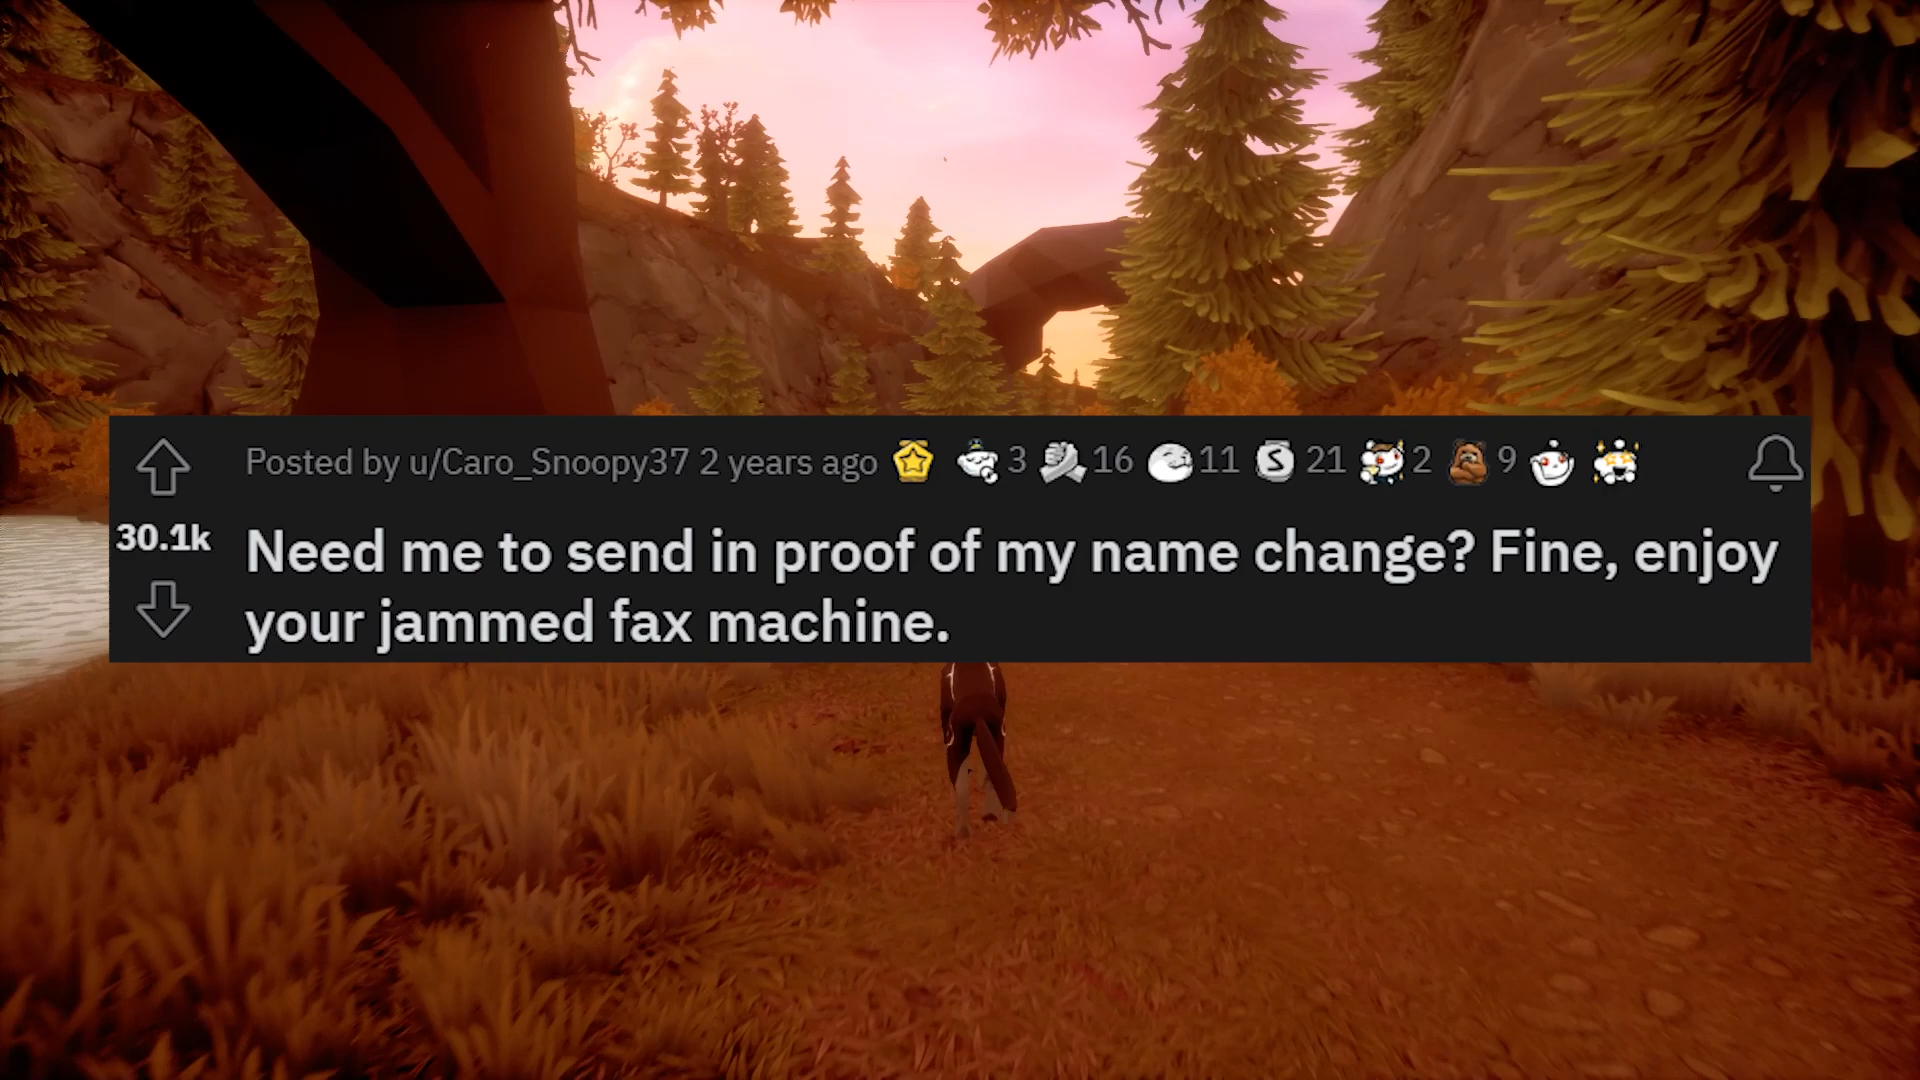 Posted by u/Caro_Snoopy37 2 years ago 3 16 11 S 21 2 9
30.1k
Need me to send in proof of my name change? Fine, enjoy
your jammed fax machine.